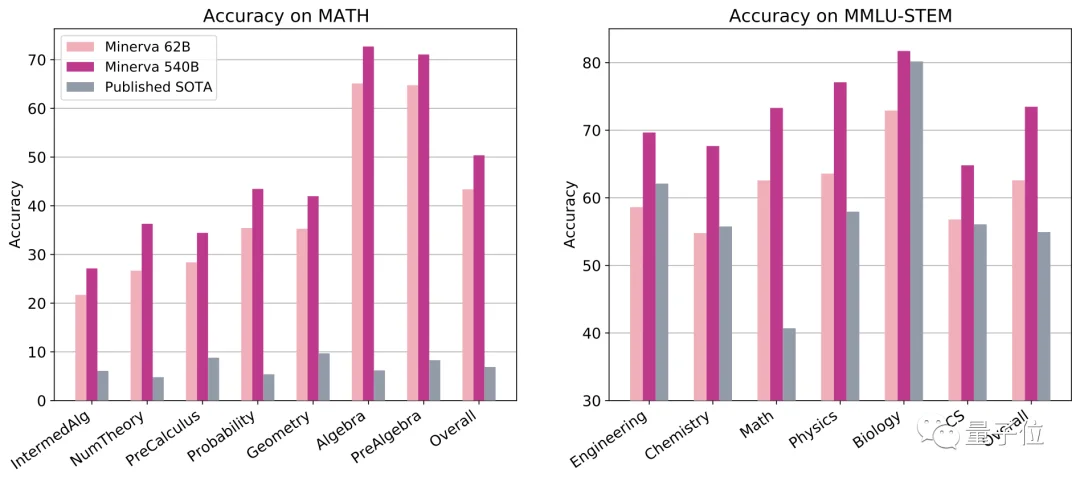 Accuracy on MATH
Minerva 62B
Minerva 540B
Published SOTA
Accuracy
70
60
50
40
30
20
10
0
IntermedAlg
NumTheory
PreCalculus
Probability
Geometry
Algebra
PreAlgebra
Overall
Accuracy on MMLU-STEM
Accuracy
80
70
60
50
40
30
Engineering
Chemistry
Math
Physics
Biology
CS
Overall
量子位